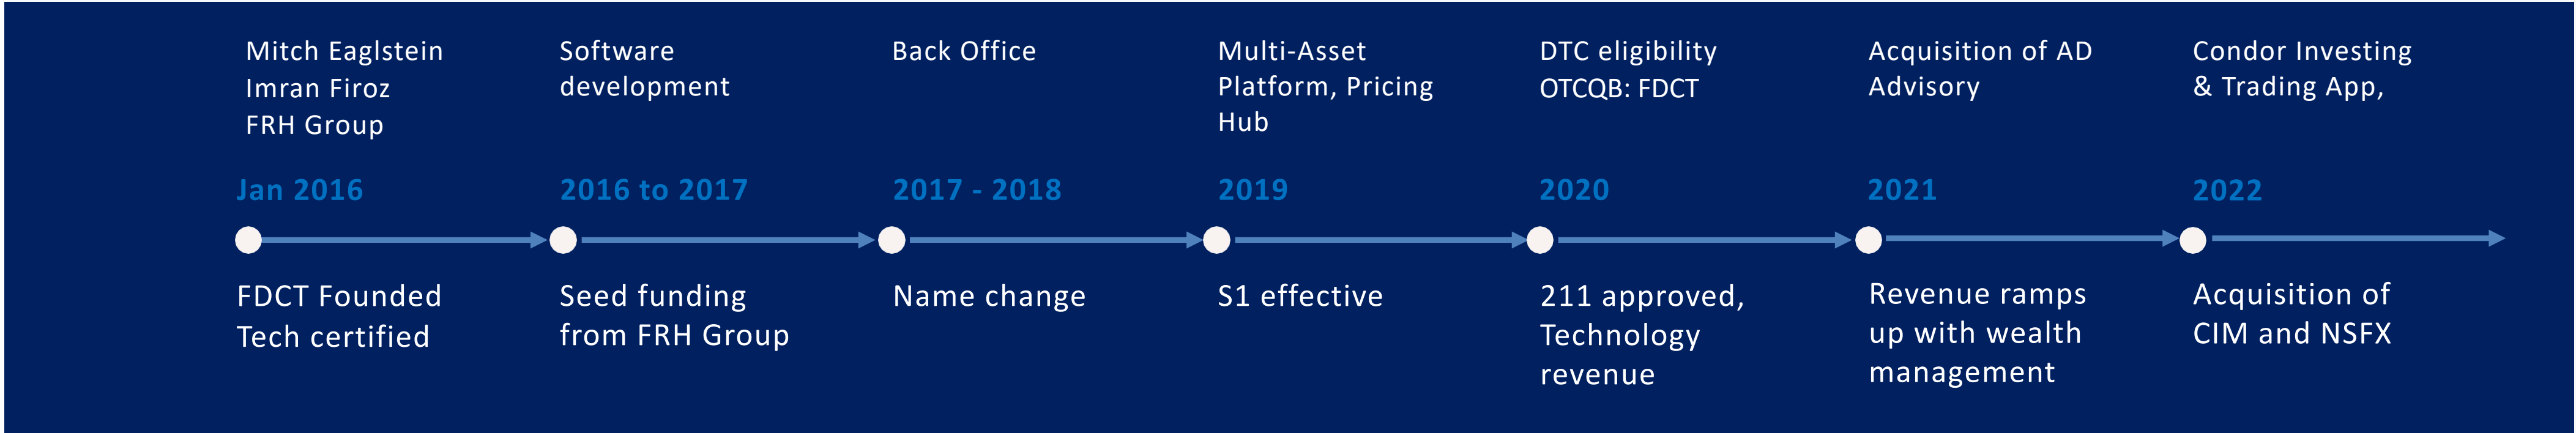 Mitch Eaglstein
Imran Firoz
FRH Group
Jan 2016
FDCT Founded
Tech certified
Software
development
2016 to 2017
Seed funding
from FRH Group
Back Office
2017 - 2018
Name change
Multi-Asset
Platform, Pricing
Hub
2019
S1 effective
DTC eligibility
OTCQB: FDCT
2020
211 approved,
Technology
revenue
Acquisition of AD
Advisory
2021
Revenue ramps
up with wealth
management
Condor Investing
& Trading App,
2022
Acquisition of
CIM and NSFX